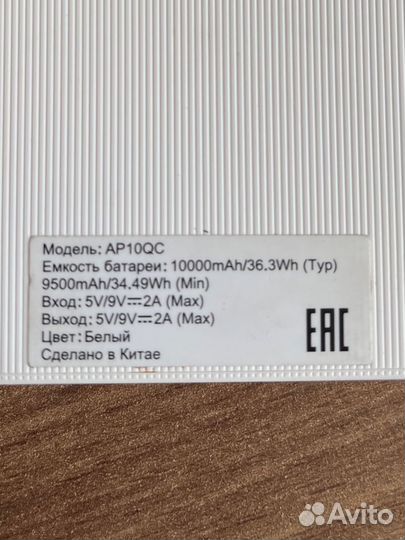 Модель: AP10QC
Емкость батареи: 10000mAh/36.3Wh (Typ)
9500mAh/34.49Wh (Min)
Вход: 5V/9V⎓2A (Max)
Выход: 5V/9V⎓2A (Max)
Цвет: Белый
Сделано в Китае
EAC
Avito